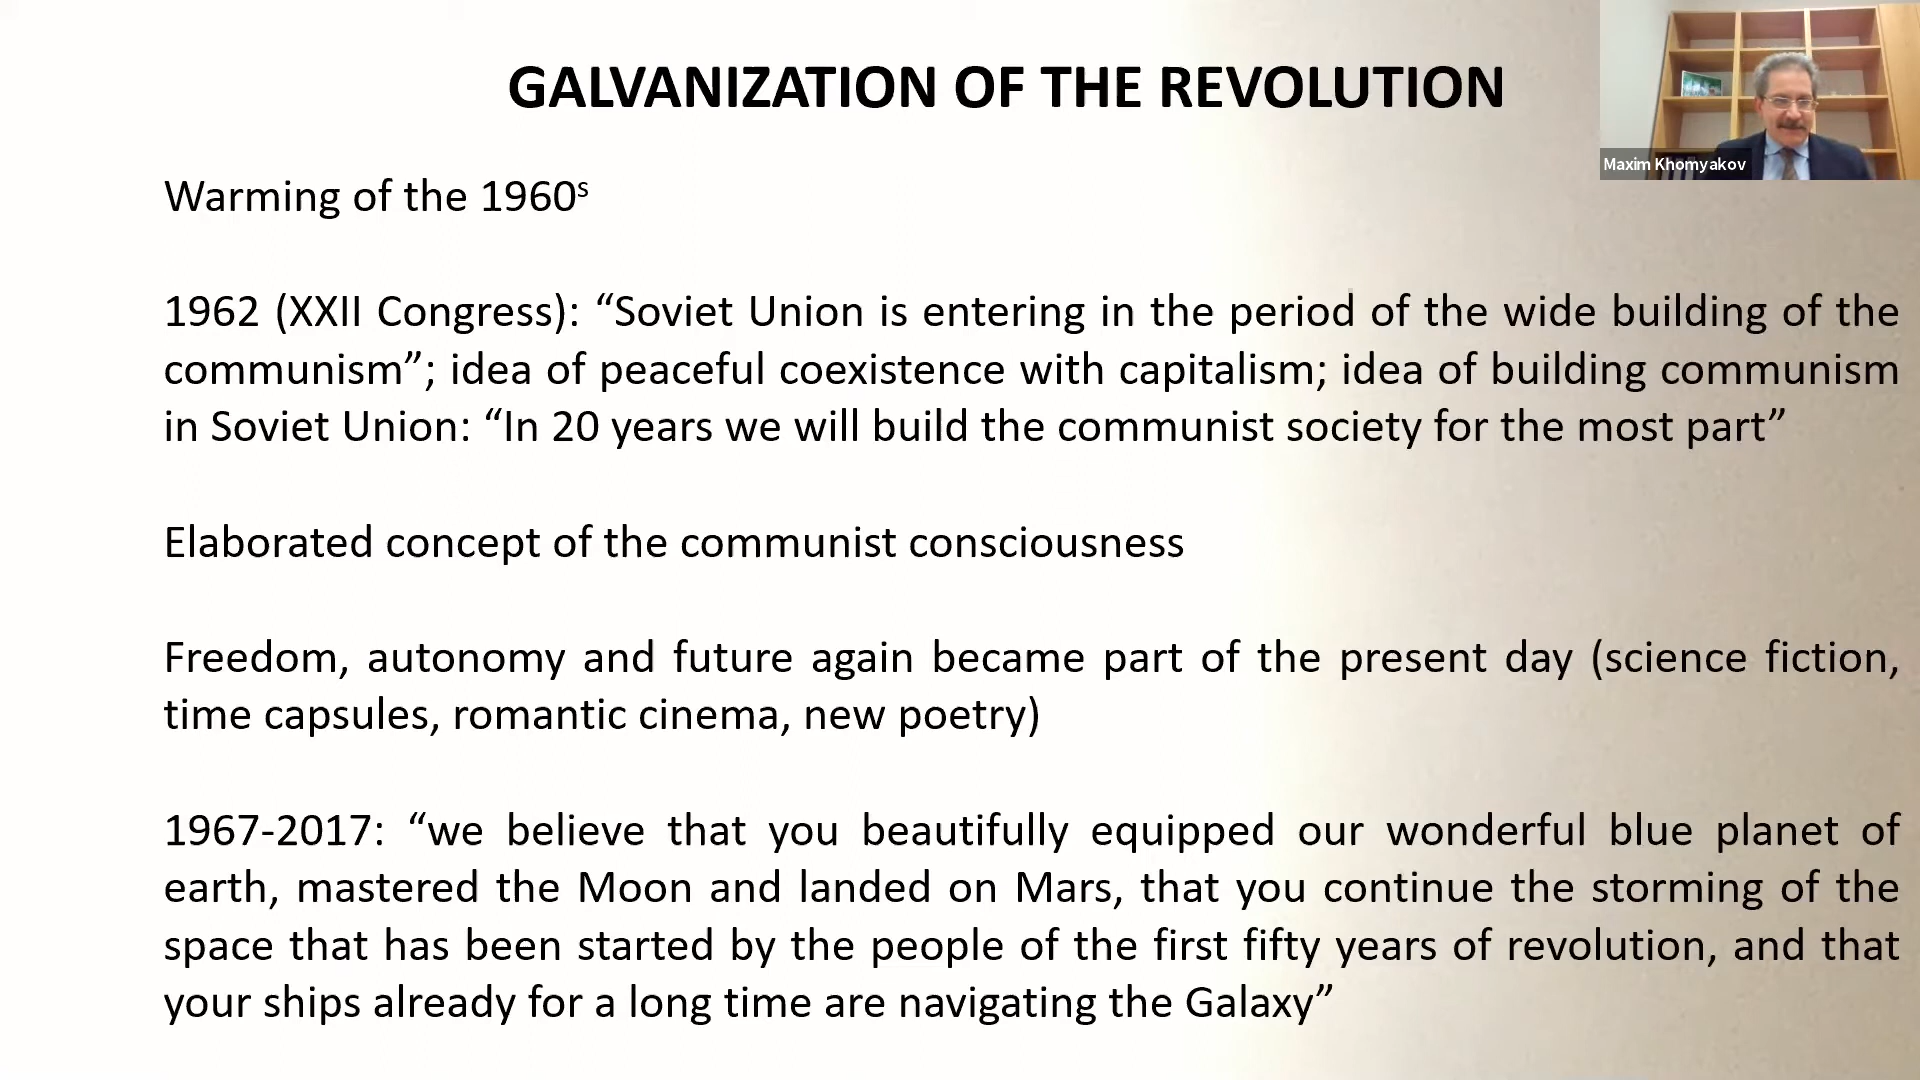 GALVANIZATION OF THE REVOLUTION
Maxim Khomyakov
Warming of the 1960s
1962 (XXII Congress): “Soviet Union is entering in the period of the wide building of the
communism”; idea of peaceful coexistence with capitalism; idea of building communism
in Soviet Union: “In 20 years we will build the communist society for the most part”
Elaborated concept of the communist consciousness
Freedom, autonomy and future again became part of the present day (science fiction,
time capsules, romantic cinema, new poetry)
1967-2017: “we believe that you beautifully equipped our wonderful blue planet of
earth, mastered the Moon and landed on Mars, that you continue the storming of the
space that has been started by the people of the first fifty years of revolution, and that
your ships already for a long time are navigating the Galaxy”